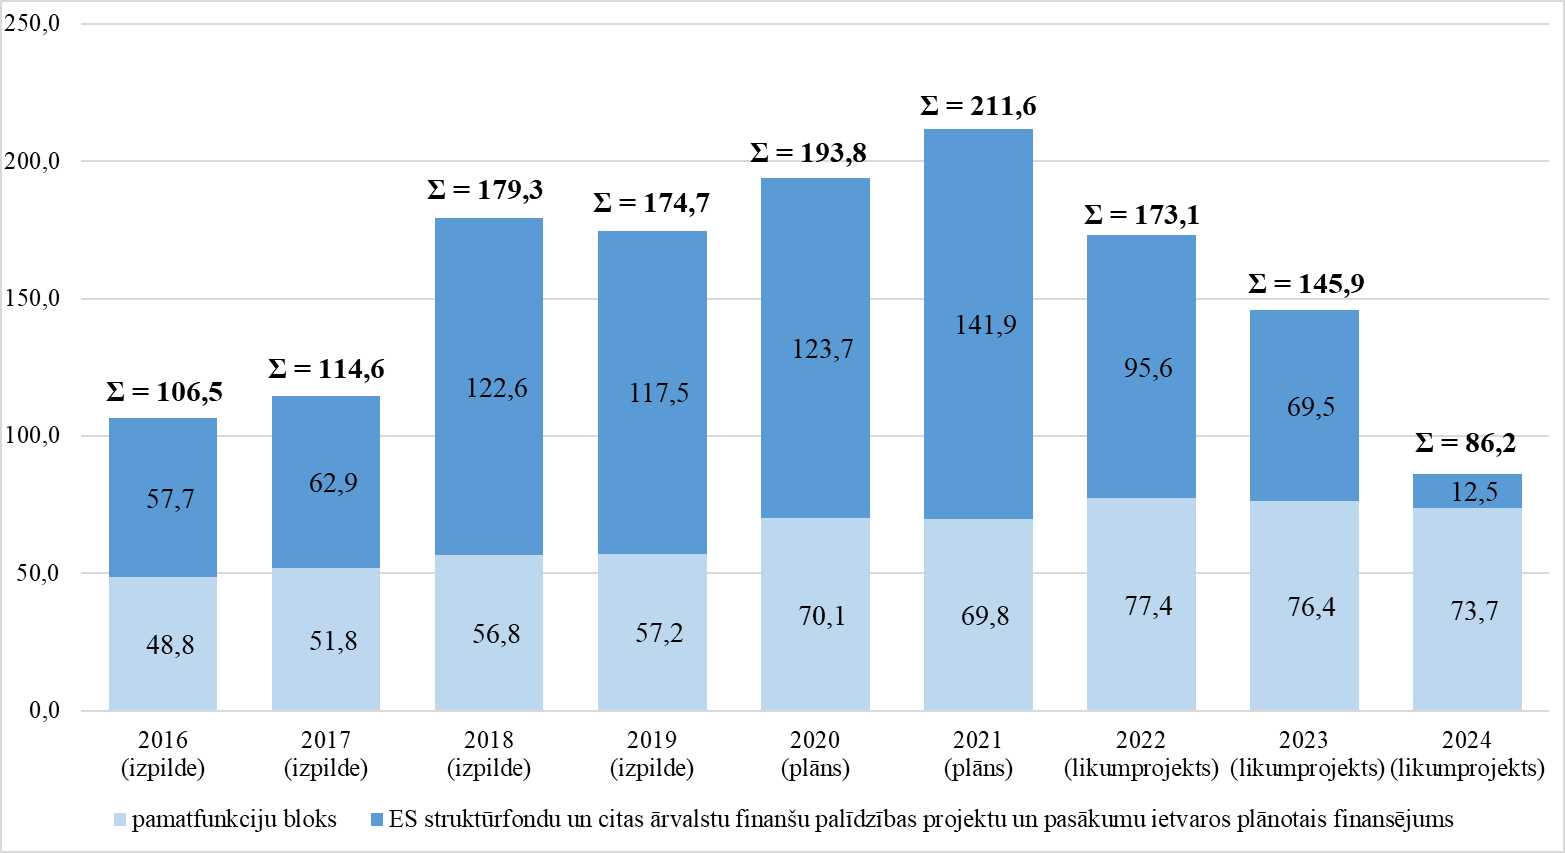 250,0
200,0
150,0
100,0
50,0
0,0
Σ = 106,5
Σ = 114,6
Σ = 179,3
Σ = 174,7
Σ = 193,8
Σ = 211,6
Σ = 173,1
Σ = 145,9
Σ = 86,2
57,7
62,9
122,6
117,5
123,7
141,9
95,6
69,5
12,5
48,8
51,8
56,8
57,2
70,1
69,8
77,4
76,4
73,7
2016
(izpilde)
2017
(izpilde)
2018
(izpilde)
2019
(izpilde)
2020
(plāns)
2021
(plāns)
2022
(likumprojekts)
2023
(likumprojekts)
2024
(likumprojekts)
pamatfunkciju bloks
ES struktūrfondu un citas ārvalstu finanšu palīdzības projektu un pasākumu ietvaros plānotais finansējums